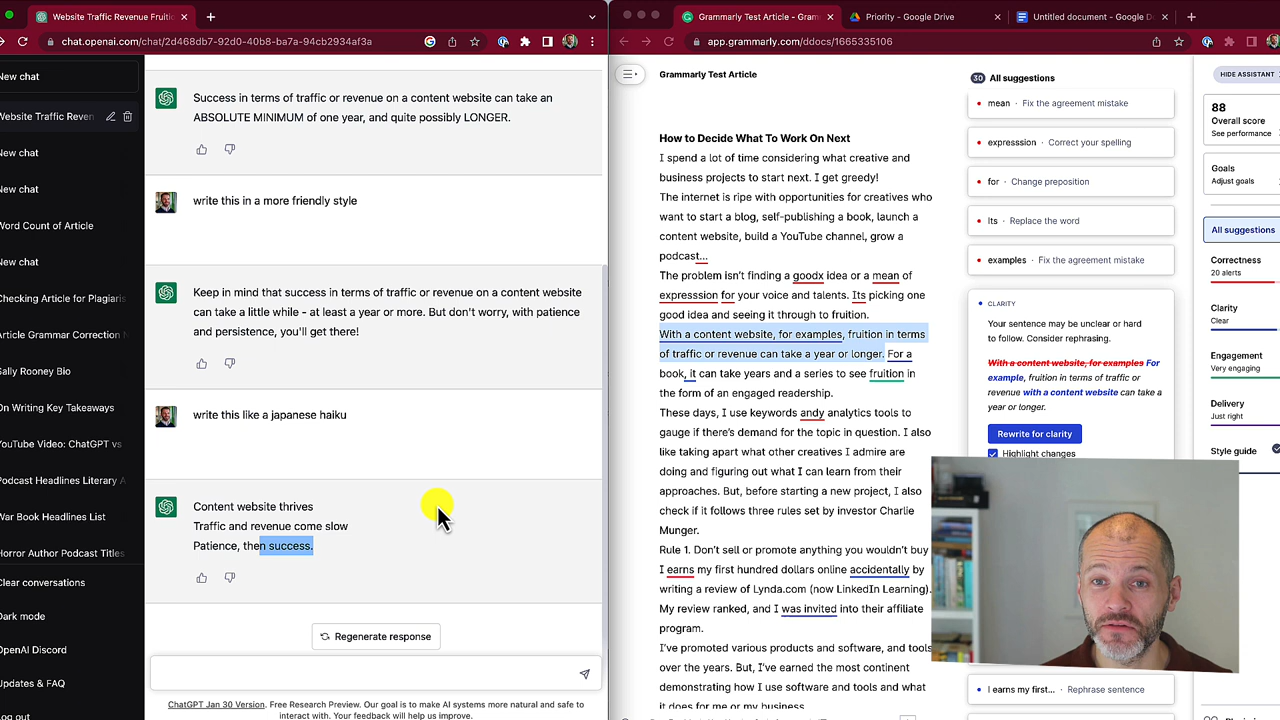 Website Traffic Revenue Fruiti
chat.openai.com/chat/2d468db7-92d0-40b8-ba7a-94cb2934af3a
New chat
Website Traffic Reven
New chat
New chat
Word Count of Article
New chat
Checking Article for Plagiaris
Article Grammar Correction
Sally Rooney Bio
On Writing Key Takeaways
YouTube Video: ChatGPT vs
Podcast Headlines Literary A
War Book Headlines List
Horror Author Podcast Titles
Clear conversations
Dark mode
OpenAI Discord
Updates & FAQ
Log out
Success in terms of traffic or revenue on a content website can take an
ABSOLUTE MINIMUM of one year, and quite possibly LONGER.
write this in a more friendly style
Keep in mind that success in terms of traffic or revenue on a content website
can take a little while - at least a year or more. But don't worry, with patience
and persistence, you'll get there!
write this like a japanese haiku
Content website thrives
Traffic and revenue come slow
Patience, then success.
Regenerate response
ChatGPT Jan 30 Version. Free Research Preview. Our goal is to make AI systems more natural and safe to
interact with. Your feedback will help us improve.
Grammarly Test Article - Gram
Priority - Google Drive
Untitled document - Google D
app.grammarly.com/ddocs/1665335106
Grammarly Test Article
How to Decide What To Work On Next
I spend a lot of time considering what creative and
business projects to start next. I get greedy!
The internet is ripe with opportunities for creatives who
want to start a blog, self-publishing a book, launch a
content website, build a YouTube channel, grow a
podcast...
The problem isn't finding a goodx idea or a mean of
expresssion for your voice and talents. Its picking one
good idea and seeing it through to fruition.
With a content website, for examples, fruition in terms
of traffic or revenue can take a year or longer. For a
book, it can take years and a series to see fruition in
the form of an engaged readership.
These days, I use keywords andy analytics tools to
gauge if there's demand for the topic in question. I also
like taking apart what other creatives I admire are
doing and figuring out what I can learn from their
approaches. But, before starting a new project, I also
check if it follows three rules set by investor Charlie
Munger.
Rule 1. Don't sell or promote anything you wouldn't buy
I earns my first hundred dollars online accidentally by
writing a review of Lynda.com (now LinkedIn Learning).
My review ranked, and I was invited into their affiliate
program.
I've promoted various products and software, and tools
over the years. But, I've earned the most continent
demonstrating how I use software and tools and what
it does for me or my business.
30 All suggestions
mean · Fix the agreement mistake
expresssion · Correct your spelling
for · Change preposition
Its · Replace the word
examples · Fix the agreement mistake
CLARITY
Your sentence may be unclear or hard
to follow. Consider rephrasing.
With a content website, for examples For
example, fruition in terms of traffic or
revenue with a content website can take a
year or longer.
Rewrite for clarity
Highlight changes
I earns my first... · Rephrase sentence
HIDE ASSISTANT
88
Overall score
See performance
Goals
Adjust goals
All suggestions
Correctness
20 alerts
Clarity
Clear
Engagement
Very engaging
Delivery
Just right
Style guide